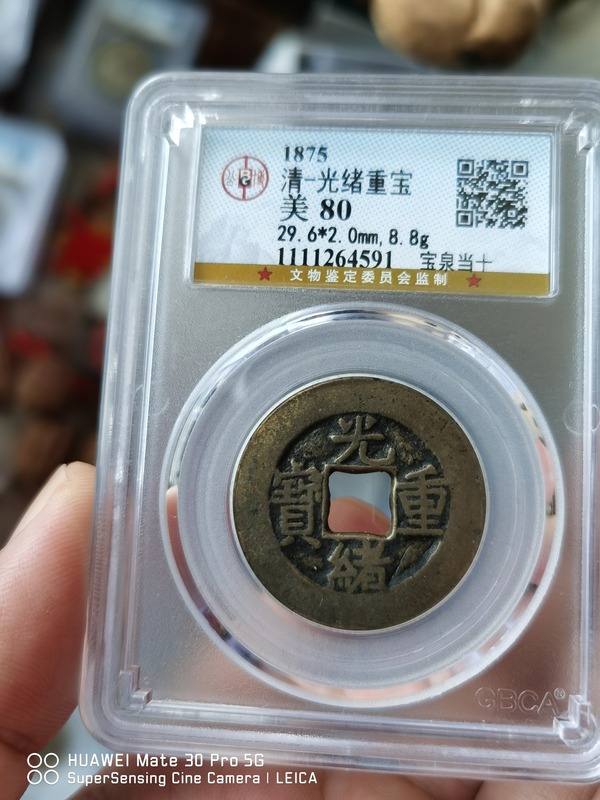 1875
公博
清-光绪重宝
美 80
29.6*2.0mm,8.8g
1111264591 宝泉当十
★ 文物鉴定委员会监制 ★
光
寶 重
緒
GBCA®
HUAWEI Mate 30 Pro 5G
SuperSensing Cine Camera | LEICA